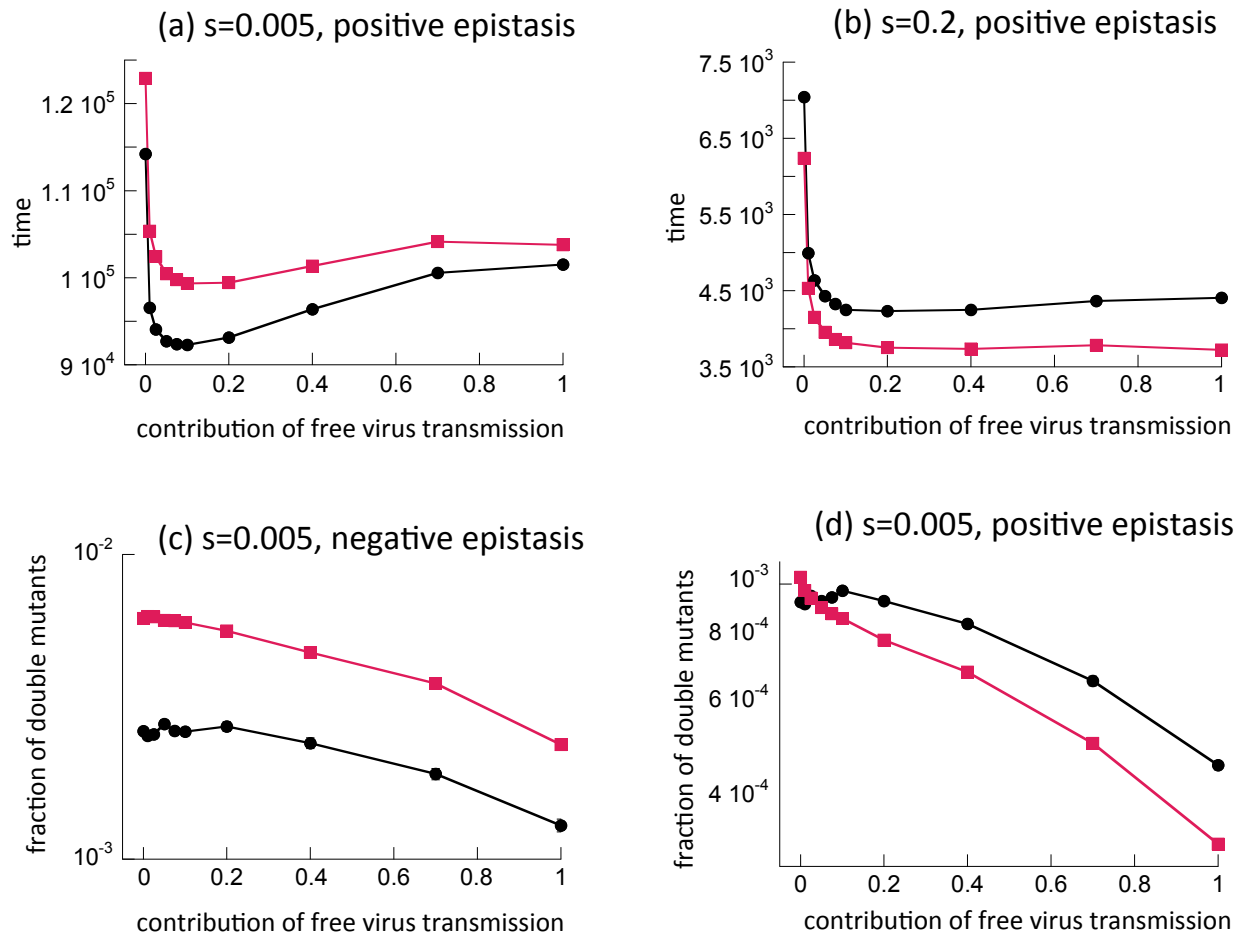 (a) s=0.005, positive epistasis
time
1.2 10^5
1.1 10^5
1 10^5
9 10^4
0 0.2 0.4 0.6 0.8 1
contribution of free virus transmission
(b) s=0.2, positive epistasis
time
7.5 10^3
6.5 10^3
5.5 10^3
4.5 10^3
3.5 10^3
0 0.2 0.4 0.6 0.8 1
contribution of free virus transmission
(c) s=0.005, negative epistasis
fraction of double mutants
10^-2
10^-3
0 0.2 0.4 0.6 0.8 1
contribution of free virus transmission
(d) s=0.005, positive epistasis
fraction of double mutants
10^-3
8 10^-4
6 10^-4
4 10^-4
0 0.2 0.4 0.6 0.8 1
contribution of free virus transmission